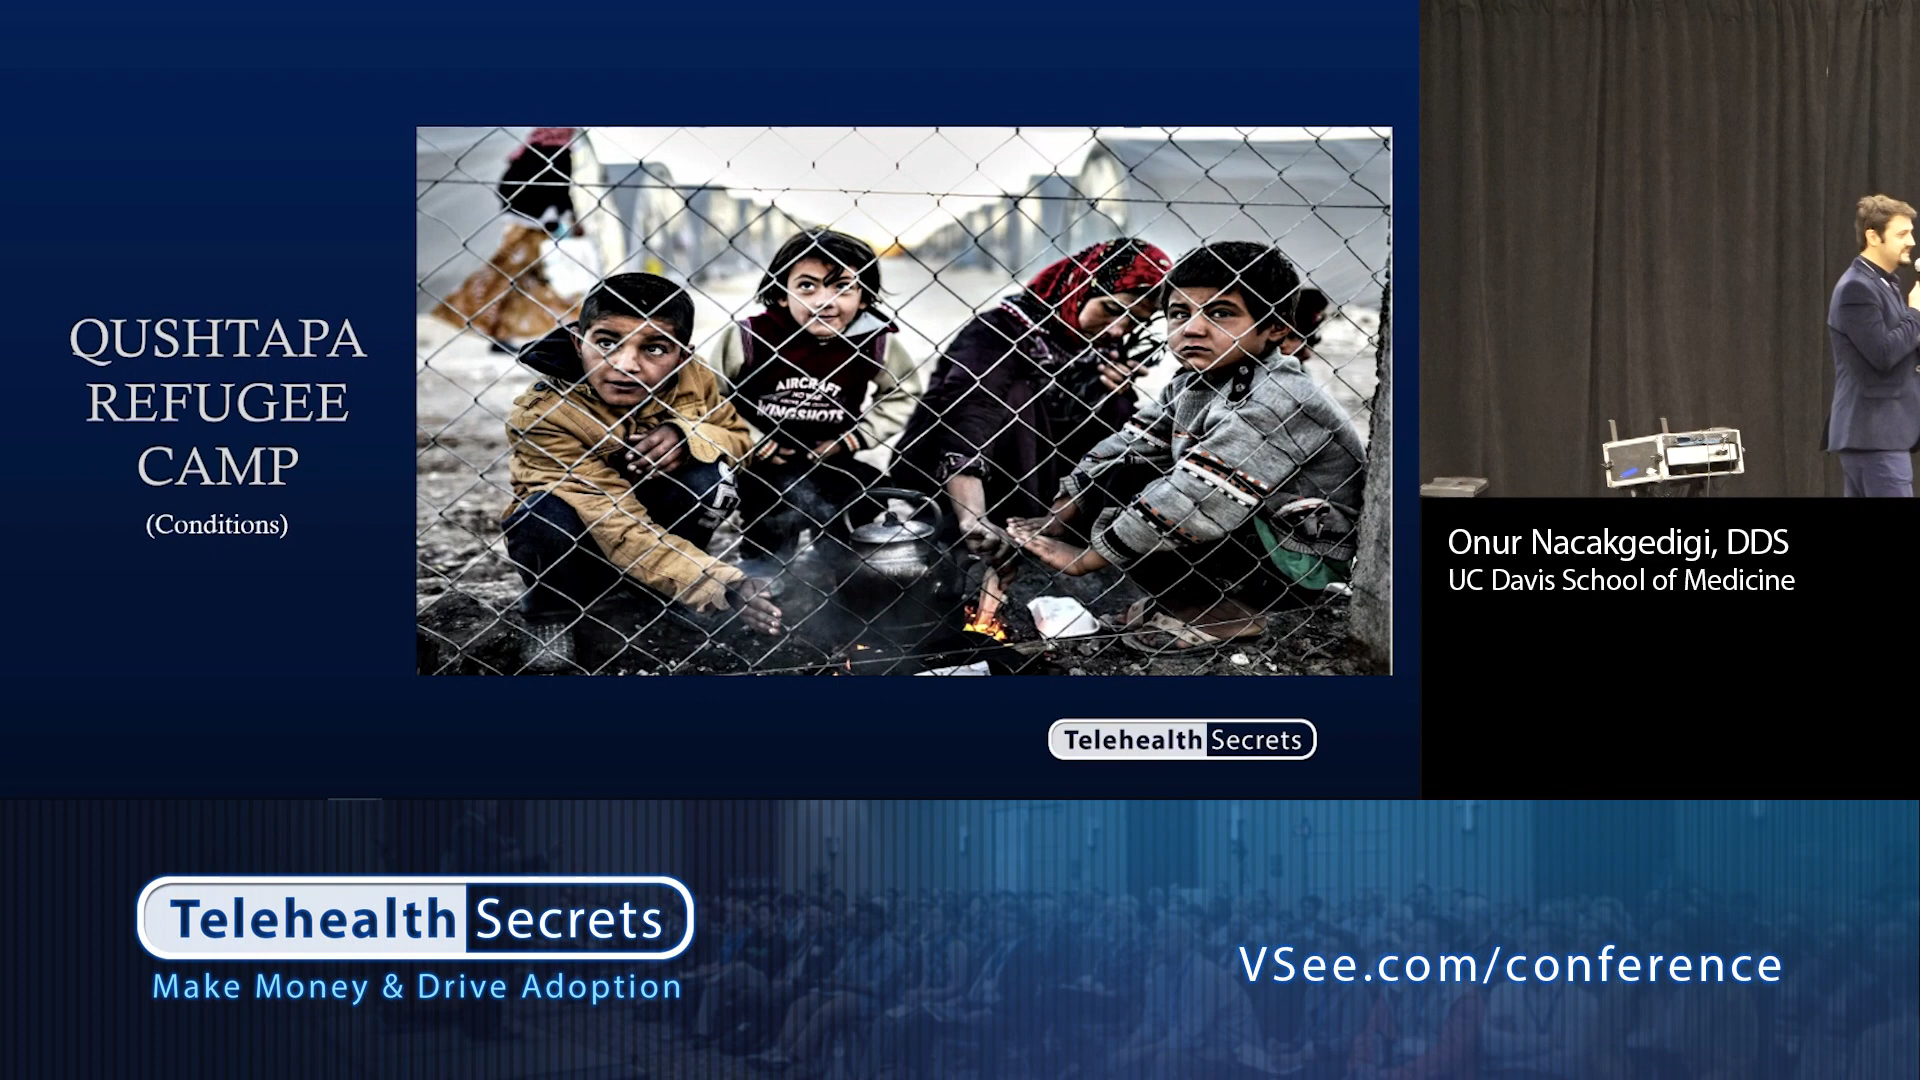 QUSHTAPA
REFUGEE
CAMP
(Conditions)
AIRCRAFT
WINGSHOTS
Telehealth Secrets
Onur Nacakgedigi, DDS
UC Davis School of Medicine
Telehealth Secrets
Make Money & Drive Adoption
VSee.com/conference